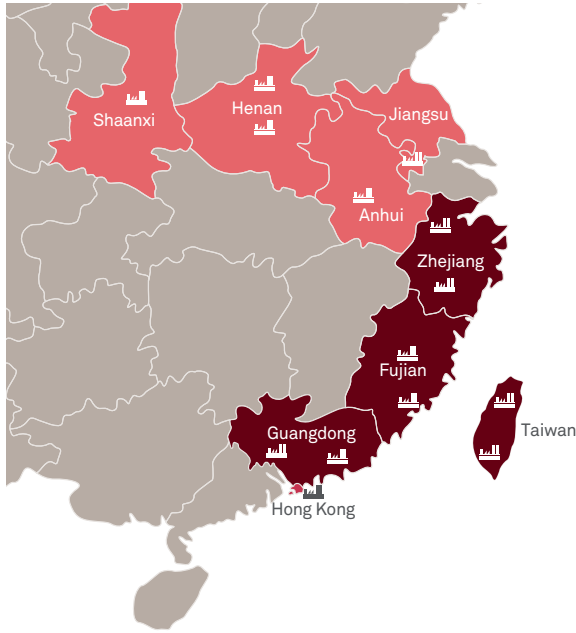 Henan
Jiangsu
Shaanxi
Anhui
Zhejiang
Fujian
Taiwan
Guangdong
Hong Kong